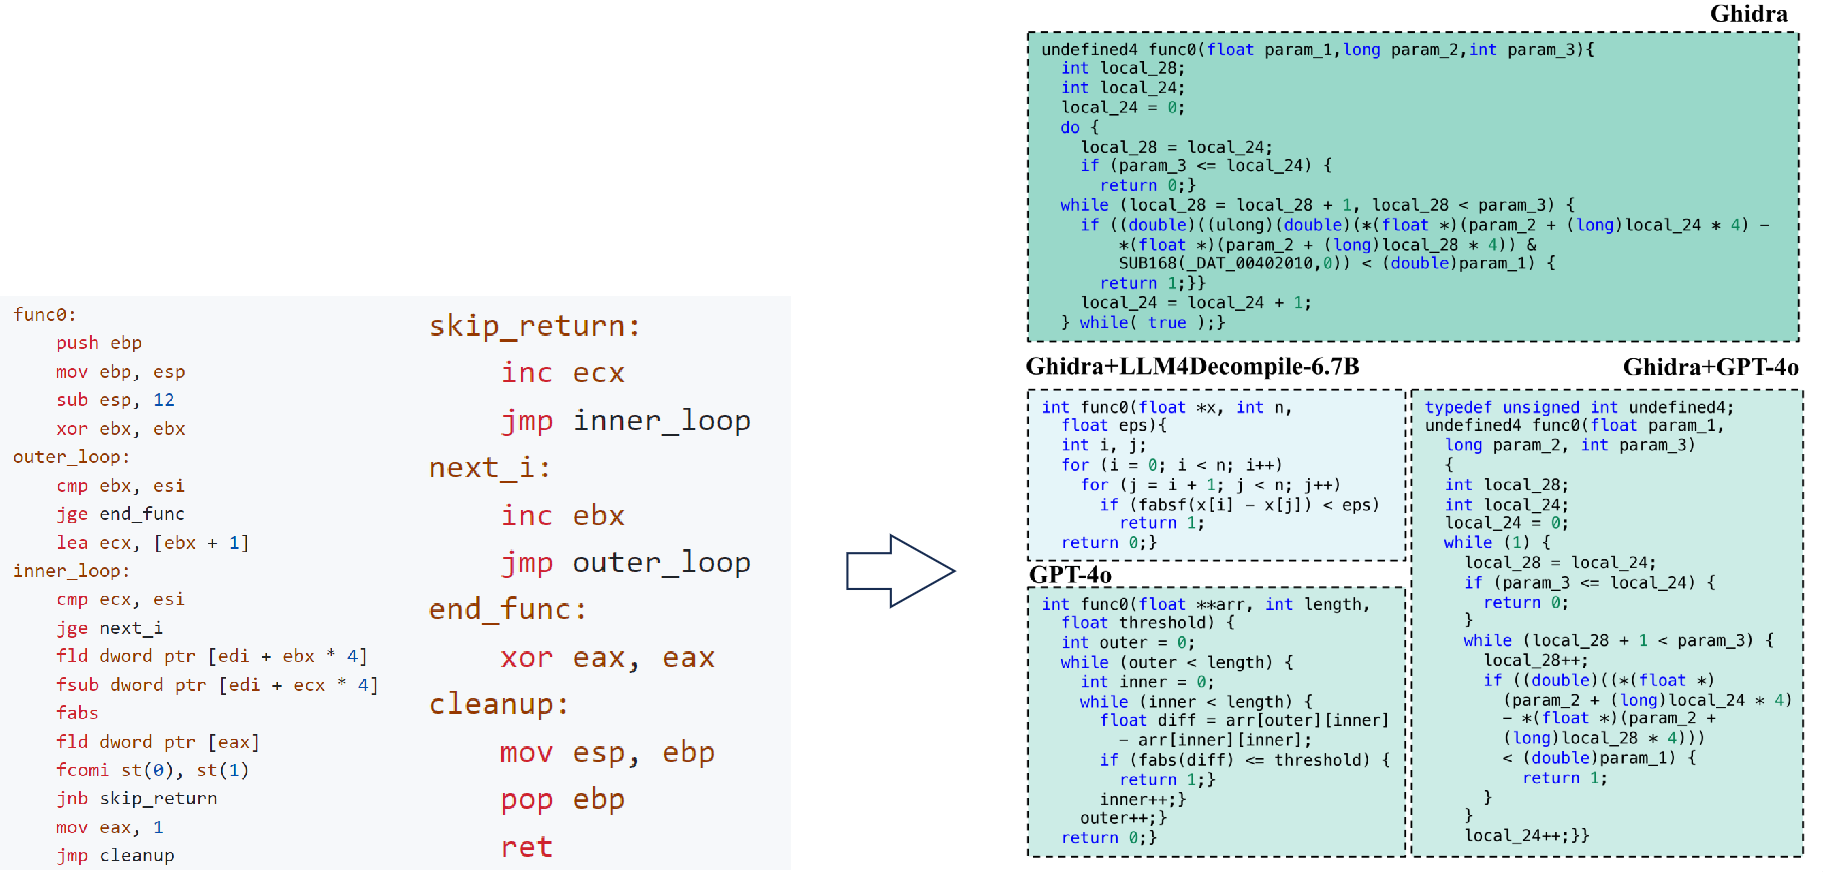 func0:
push ebp
mov ebp, esp
sub esp, 12
xor ebx, ebx
outer_loop:
cmp ebx, esi
jge end_func
lea ecx, [ebx + 1]
inner_loop:
cmp ecx, esi
jge next_i
fld dword ptr [edi + ebx * 4]
fsub dword ptr [edi + ecx * 4]
fabs
fld dword ptr [eax]
fcomi st(0), st(1)
jnb skip_return
mov eax, 1
jmp cleanup
skip_return:
inc ecx
jmp inner_loop
next_i:
inc ebx
jmp outer_loop
end_func:
xor eax, eax
cleanup:
mov esp, ebp
pop ebp
ret
Ghidra
undefined4 func0(float param_1,long param_2,int param_3){
int local_28;
int local_24;
local_24 = 0;
do {
local_28 = local_24;
if (param_3 <= local_24) {
return 0;}
while (local_28 = local_28 + 1, local_28 < param_3) {
if ((double)((ulong)(double)(*(float *)(param_2 + (long)local_24 * 4) −
*(float *)(param_2 + (long)local_28 * 4)) &
SUB168(_DAT_00402010,0)) < (double)param_1) {
return 1;}}
local_24 = local_24 + 1;
} while( true );}
Ghidra+LLM4Decompile-6.7B
int func0(float *x, int n,
float eps){
int i, j;
for (i = 0; i < n; i++)
for (j = i + 1; j < n; j++)
if (fabsf(x[i] − x[j]) < eps)
return 1;
return 0;}
GPT-4o
int func0(float **arr, int length,
float threshold) {
int outer = 0;
while (outer < length) {
int inner = 0;
while (inner < length) {
float diff = arr[outer][inner]
− arr[inner][inner];
if (fabs(diff) <= threshold) {
return 1;}
inner++;}
outer++;}
return 0;}
Ghidra+GPT-4o
typedef unsigned int undefined4;
undefined4 func0(float param_1,
long param_2, int param_3)
{
int local_28;
int local_24;
local_24 = 0;
while (1) {
local_28 = local_24;
if (param_3 <= local_24) {
return 0;
}
while (local_28 + 1 < param_3) {
local_28++;
if ((double)((*(float *)
(param_2 + (long)local_24 * 4)
− *(float *)(param_2 +
(long)local_28 * 4)))
< (double)param_1) {
return 1;
}
}
local_24++;}}